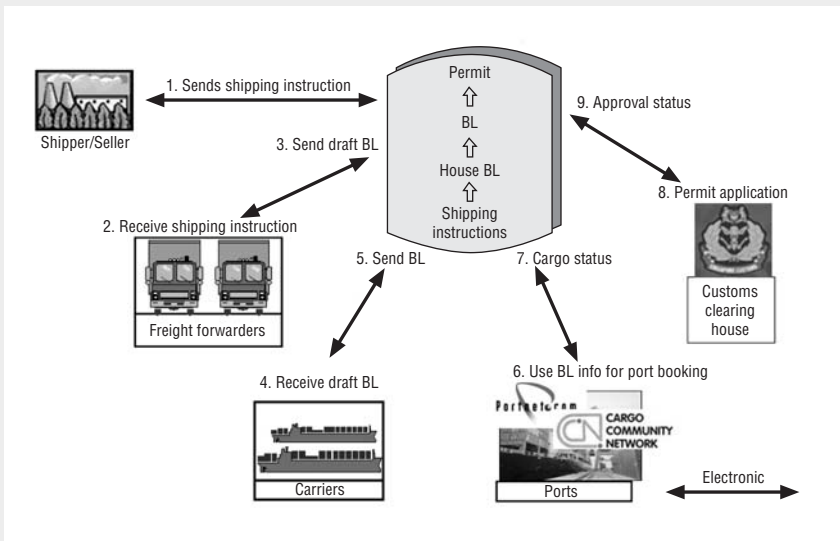 Permit
BL
House BL
Shipping
instructions
1. Sends shipping instruction
Shipper/Seller
3. Send draft BL
2. Receive shipping instruction
Freight forwarders
5. Send BL
4. Receive draft BL
Carriers
7. Cargo status
6. Use BL info for port booking
Portnet.com
CARGO
COMMUNITY
NETWORK
Ports
9. Approval status
8. Permit application
Customs
clearing
house
Electronic